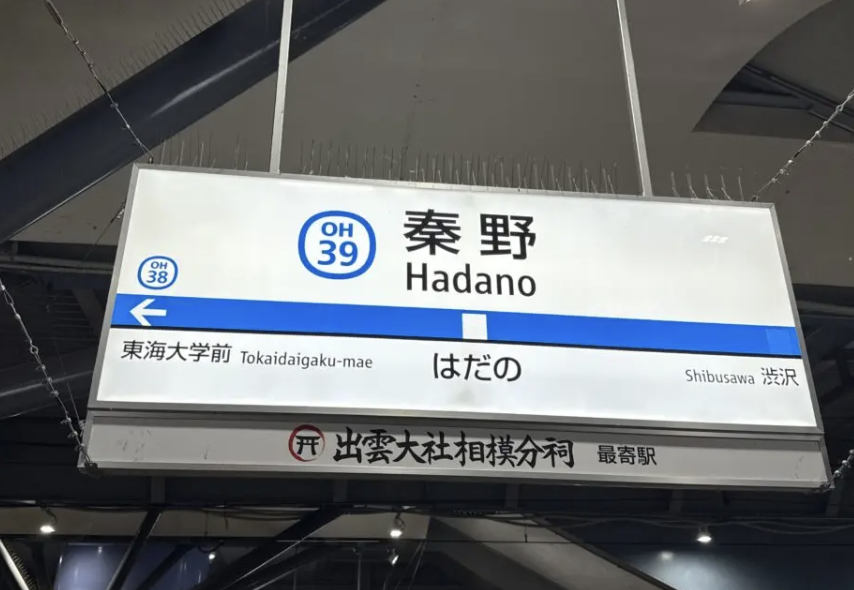 OH
39
秦野
Hadano
OH
38
東海大学前 Tokaidaigaku-mae
はだの
Shibusawa 渋沢
出雲大社相模分祠 最寄駅